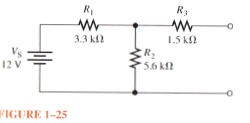 R₁
R₃
3.3 kΩ
1.5 kΩ
Vs
12 V
R₂
5.6 kΩ
FIGURE 1–25